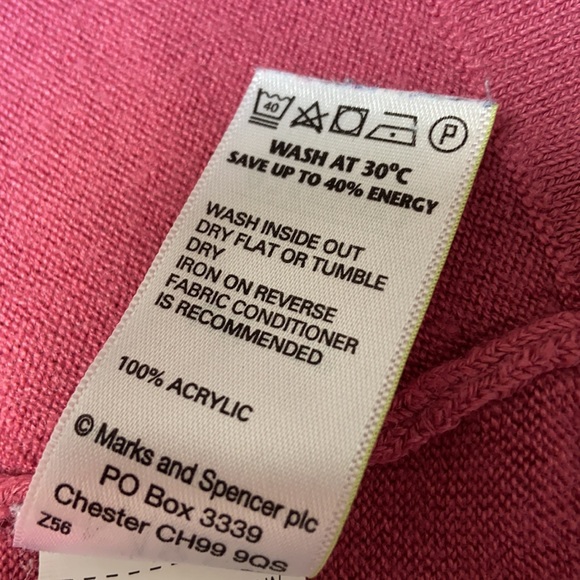 40 P
WASH AT 30°C
SAVE UP TO 40% ENERGY
WASH INSIDE OUT
DRY FLAT OR TUMBLE
DRY
IRON ON REVERSE
FABRIC CONDITIONER
IS RECOMMENDED
100% ACRYLIC
© Marks and Spencer plc
PO Box 3339
Chester CH99 9QS
Z56